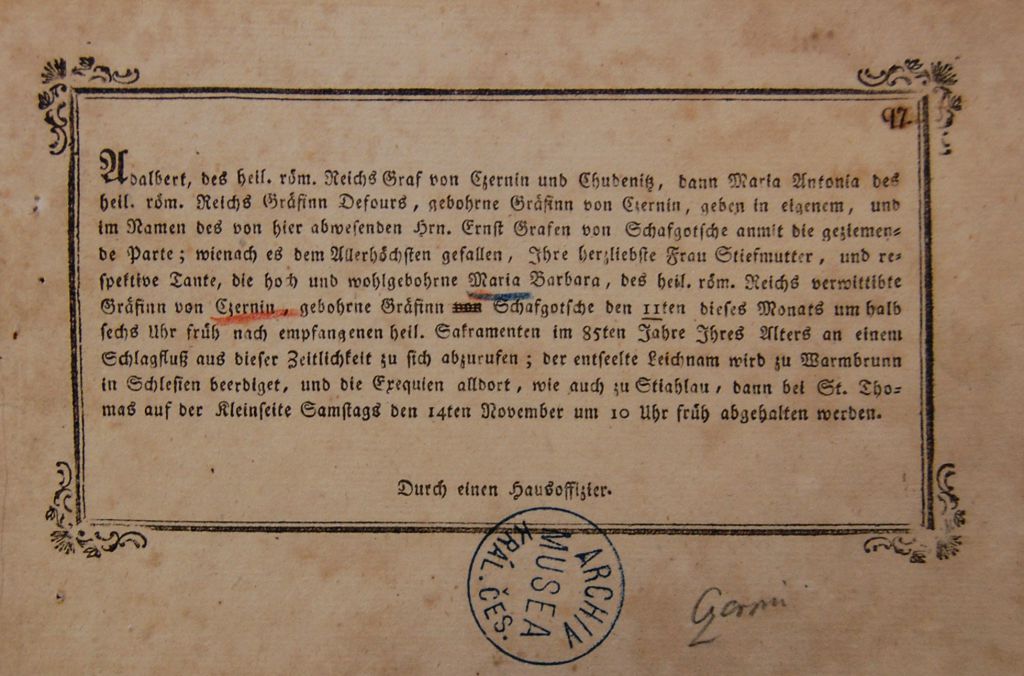 97.
Adalbert, des heil. röm. Reichs Graf von Czernin und Chudenitz, dann Maria Antonia des
heil. röm. Reichs Gräfinn Defours, gebohrne Gräfinn von Czernin, geben in eigenem, und
im Namen des von hier abwesenden Hrn. Ernst Grafen von Schafgotsche anmit die geziemen-
de Parte; wienach es dem Allerhöchsten gefallen, Ihre herzliebste Frau Stiefmutter, und re-
spektive Tante, die hoch und wohlgebohrne Maria Barbara, des heil. röm. Reichs verwittibte
Gräfinn von Czernin, gebohrne Gräfinn Schafgotsche den 11ten dieses Monats um halb
sechs Uhr früh nach empfangenen heil. Sakramenten im 85ten Jahre Ihres Alters an einem
Schlagfluß aus dieser Zeitlichkeit zu sich abzurufen; der entseelte Leichnam wird zu Warmbrunn
in Schlesien beerdiget, und die Exequien alldort, wie auch zu Stiahlau, dann bei St. Tho-
mas auf der Kleinseite Samstags den 14ten November um 10 Uhr früh abgehalten werden.
Durch einen Hausoffizier.
ARCHIV
MUSEA
KRÁL. ČES.